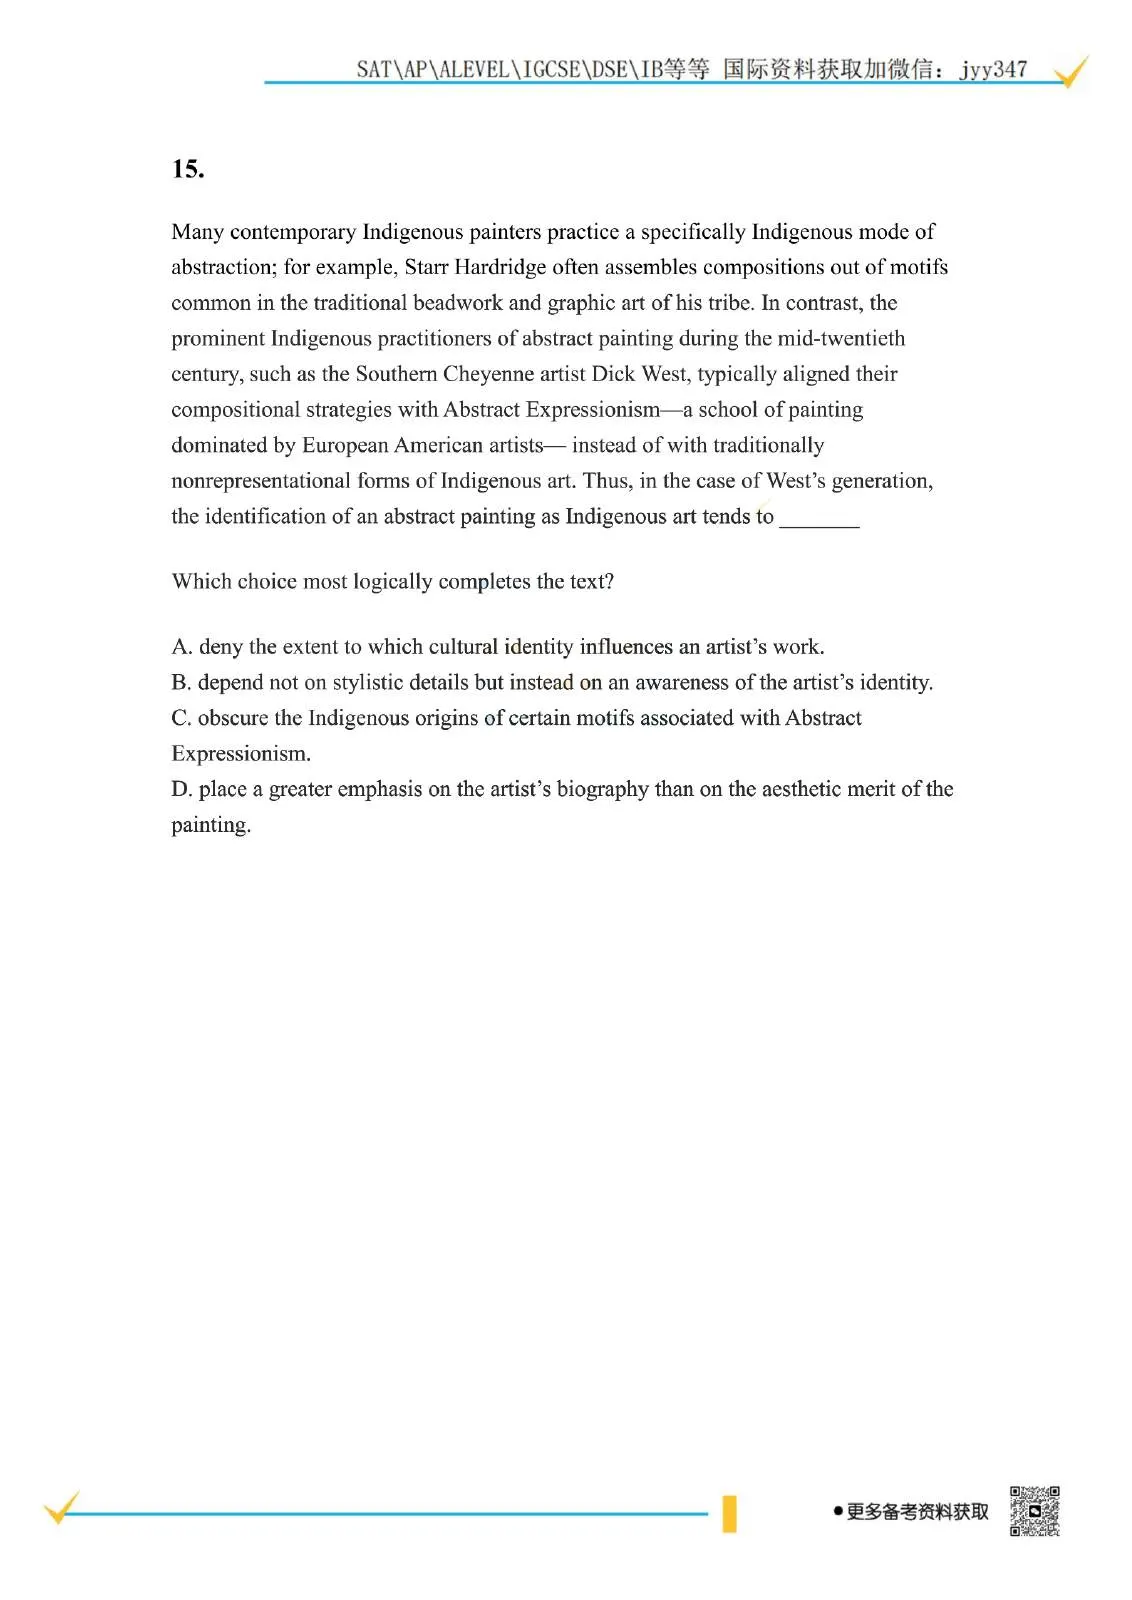 SAT\AP\ALEVEL\IGCSE\DSE\IB等等 国际资料获取加微信：jyy347
15.
Many contemporary Indigenous painters practice a specifically Indigenous mode of
abstraction; for example, Starr Hardridge often assembles compositions out of motifs
common in the traditional beadwork and graphic art of his tribe. In contrast, the
prominent Indigenous practitioners of abstract painting during the mid-twentieth
century, such as the Southern Cheyenne artist Dick West, typically aligned their
compositional strategies with Abstract Expressionism—a school of painting
dominated by European American artists— instead of with traditionally
nonrepresentational forms of Indigenous art. Thus, in the case of West’s generation,
the identification of an abstract painting as Indigenous art tends to _______
Which choice most logically completes the text?
A. deny the extent to which cultural identity influences an artist’s work.
B. depend not on stylistic details but instead on an awareness of the artist’s identity.
C. obscure the Indigenous origins of certain motifs associated with Abstract
Expressionism.
D. place a greater emphasis on the artist’s biography than on the aesthetic merit of the
painting.
●更多备考资料获取